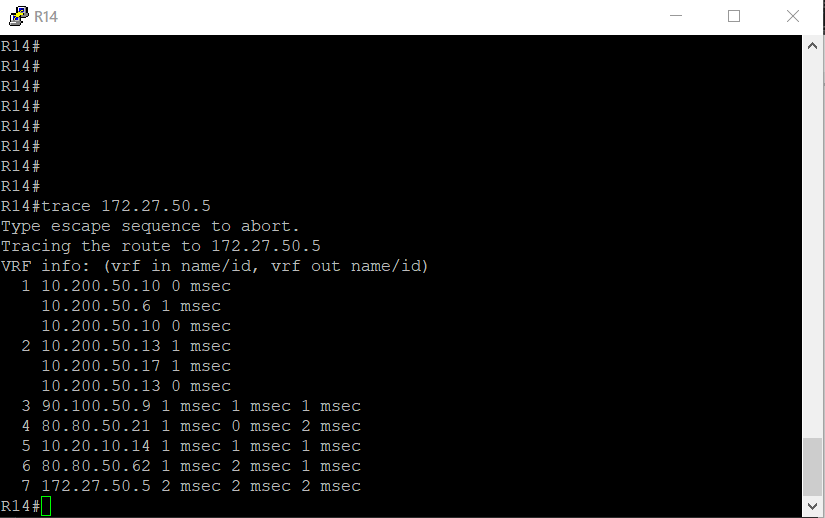 R14
R14#
R14#
R14#
R14#
R14#
R14#
R14#
R14#
R14#trace 172.27.50.5
Type escape sequence to abort.
Tracing the route to 172.27.50.5
VRF info: (vrf in name/id, vrf out name/id)
  1 10.200.50.10 0 msec
    10.200.50.6 1 msec
    10.200.50.10 0 msec
  2 10.200.50.13 1 msec
    10.200.50.17 1 msec
    10.200.50.13 0 msec
  3 90.100.50.9 1 msec 1 msec 1 msec
  4 80.80.50.21 1 msec 0 msec 2 msec
  5 10.20.10.14 1 msec 1 msec 1 msec
  6 80.80.50.62 1 msec 2 msec 1 msec
  7 172.27.50.5 2 msec 2 msec 2 msec
R14#